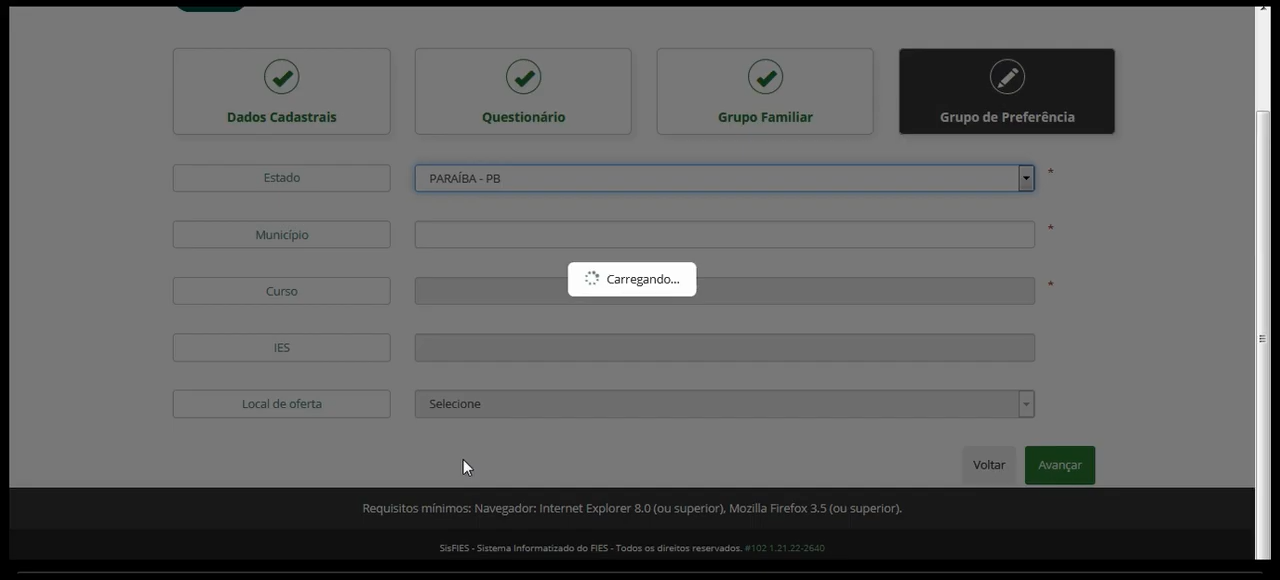 Dados Cadastrais
Questionário
Grupo Familiar
Grupo de Preferência
Estado
PARAÍBA - PB
*
Município
*
Carregando...
Curso
*
IES
Local de oferta
Selecione
Voltar
Avançar
Requisitos mínimos: Navegador: Internet Explorer 8.0 (ou superior), Mozilla Firefox 3.5 (ou superior).
SisFIES - Sistema Informatizado do FIES - Todos os direitos reservados. #102 1.21.22-2640